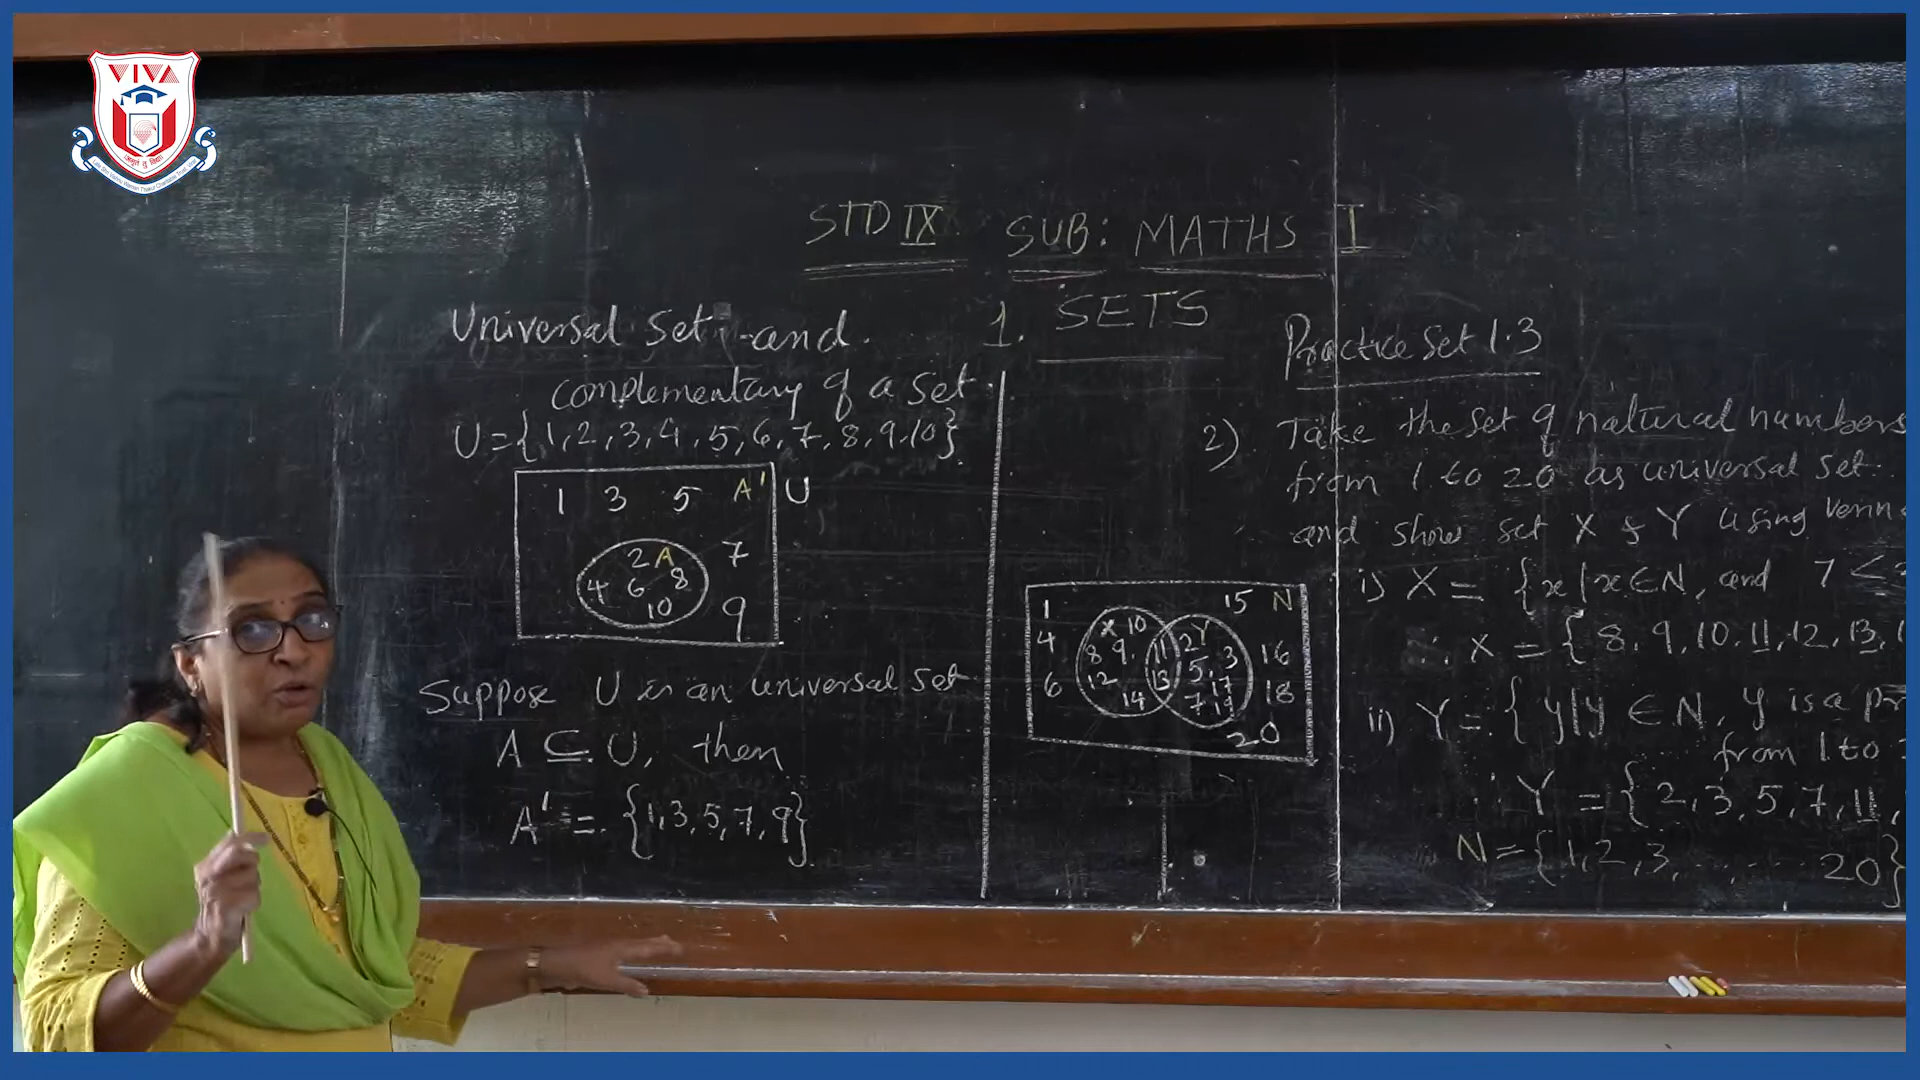 VIVA
STD IX SUB: MATHS I
1. SETS
Universal Set and
complementary of a set
U={1,2,3,4,5,6,7,8,9,10}
1 3 5 A' U
2 A 7
4 6 8
10 9
Suppose U is an universal set
A ⊆ U, then
A' = {1,3,5,7,9}
1 15 N
X 10 2 Y
4 8 9 11 5, 3 16
6 12 13 17 18
14 7 19
20
Practice Set 1.3
2). Take the set of natural numbers
from 1 to 20 as universal set.
and show set X & Y using Venn
i) X = {x/x∈N, and 7 <
∴ X = {8, 9, 10, 11, 12, 13,
ii) Y = {y/y ∈ N, y is a pr
from 1 to
∴ Y = {2, 3, 5, 7, 11,
N={1,2,3, ... 20}